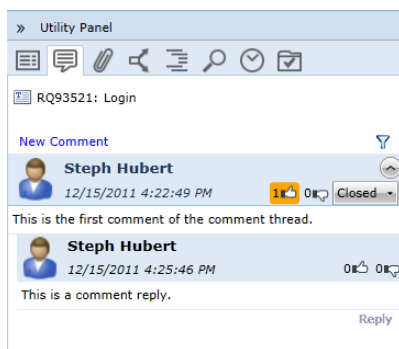 » Utility Panel
RQ93521: Login
New Comment
Steph Hubert
12/15/2011 4:22:49 PM 1 0 Closed
This is the first comment of the comment thread.
Steph Hubert
12/15/2011 4:25:46 PM 0 0
This is a comment reply.
Reply